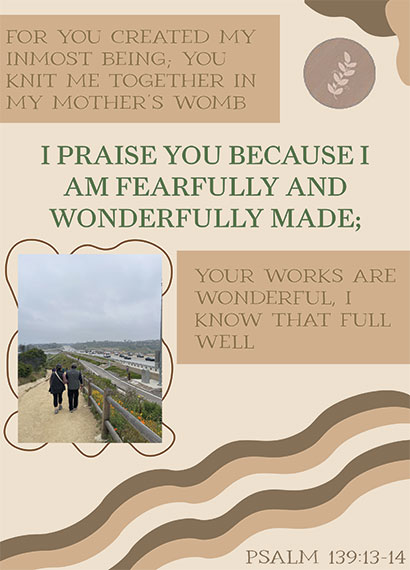 FOR YOU CREATED MY
INMOST BEING; YOU
KNIT ME TOGETHER IN
MY MOTHER'S WOMB
I PRAISE YOU BECAUSE I
AM FEARFULLY AND
WONDERFULLY MADE;
YOUR WORKS ARE
WONDERFUL, I
KNOW THAT FULL
WELL
PSALM 139:13-14